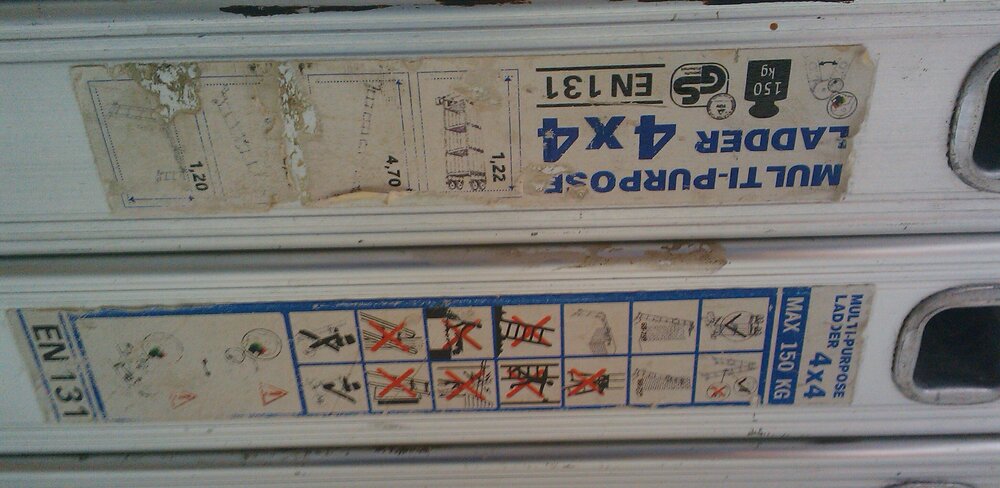 MULTI-PURPOSE
LADDER 4x4
EN 131
GS
150
kg
1,22
4,70
1,20
MULTI-PURPOSE
LADDER 4x4
MAX 150 KG
EN 131